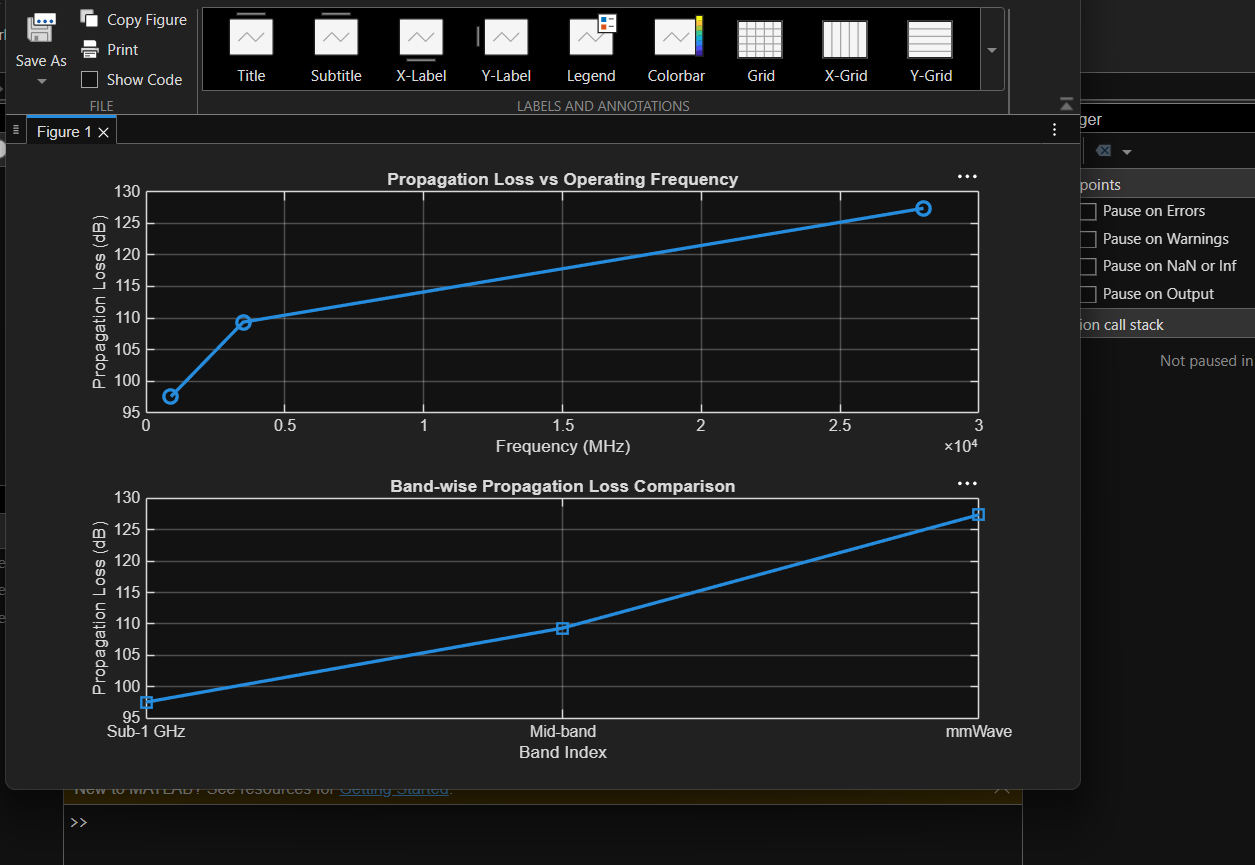 Save As
Copy Figure
Print
Show Code
FILE
Title
Subtitle
X-Label
Y-Label
Legend
Colorbar
Grid
X-Grid
Y-Grid
LABELS AND ANNOTATIONS
Figure 1
Propagation Loss vs Operating Frequency
Propagation Loss (dB)
130
125
120
115
110
105
100
95
0 0.5 1 1.5 2 2.5 3
Frequency (MHz)
×10⁴
Band-wise Propagation Loss Comparison
Propagation Loss (dB)
130
125
120
115
110
105
100
95
Sub-1 GHz Mid-band mmWave
Band Index
ger
points
Pause on Errors
Pause on Warnings
Pause on NaN or Inf
Pause on Output
ion call stack
Not paused in
New to MATLAB? See resources for Getting Started.
>>